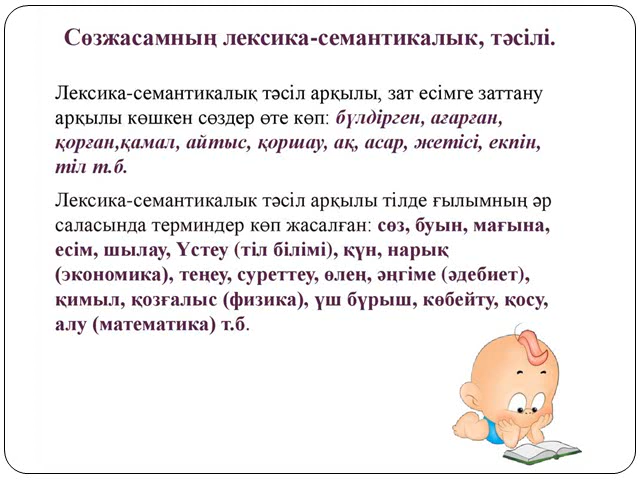 Сөзжасамның лексика-семантикалык, тәсілі.
Лексика-семантикалық тәсіл арқылы, зат есімге заттану
арқылы көшкен сөздер өте көп: бүлдірген, ағарған,
қорған,қамал, айтыс, қоршау, ақ, асар, жетісі, екпін,
тіл т.б.
Лексика-семантикалык тәсіл арқылы тілде ғылымның әр
саласында терминдер көп жасалған: сөз, буын, мағына,
есім, шылау, Үстеу (тіл білімі), құн, нарық
(экономика), теңеу, суреттеу, өлең, әңгіме (әдебиет),
қимыл, қозғалыс (физика), үш бұрыш, көбейту, қосу,
алу (математика) т.б.